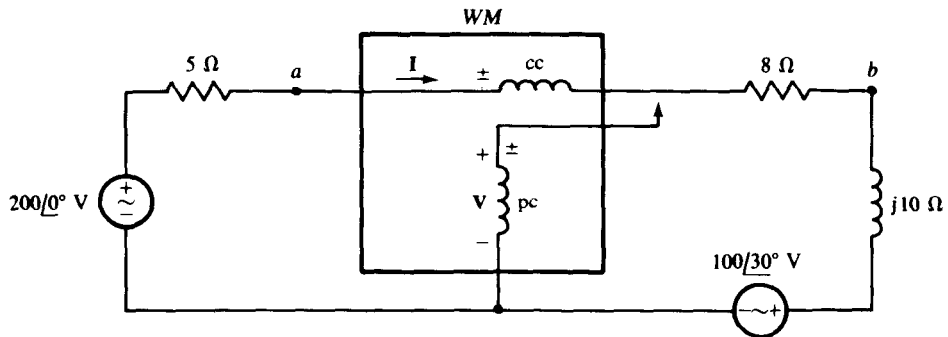 WM
5 Ω
a
I
±
cc
8 Ω
b
+
±
200/0° V
+
~
−
V
pc
j10 Ω
−
100/30° V
−~+